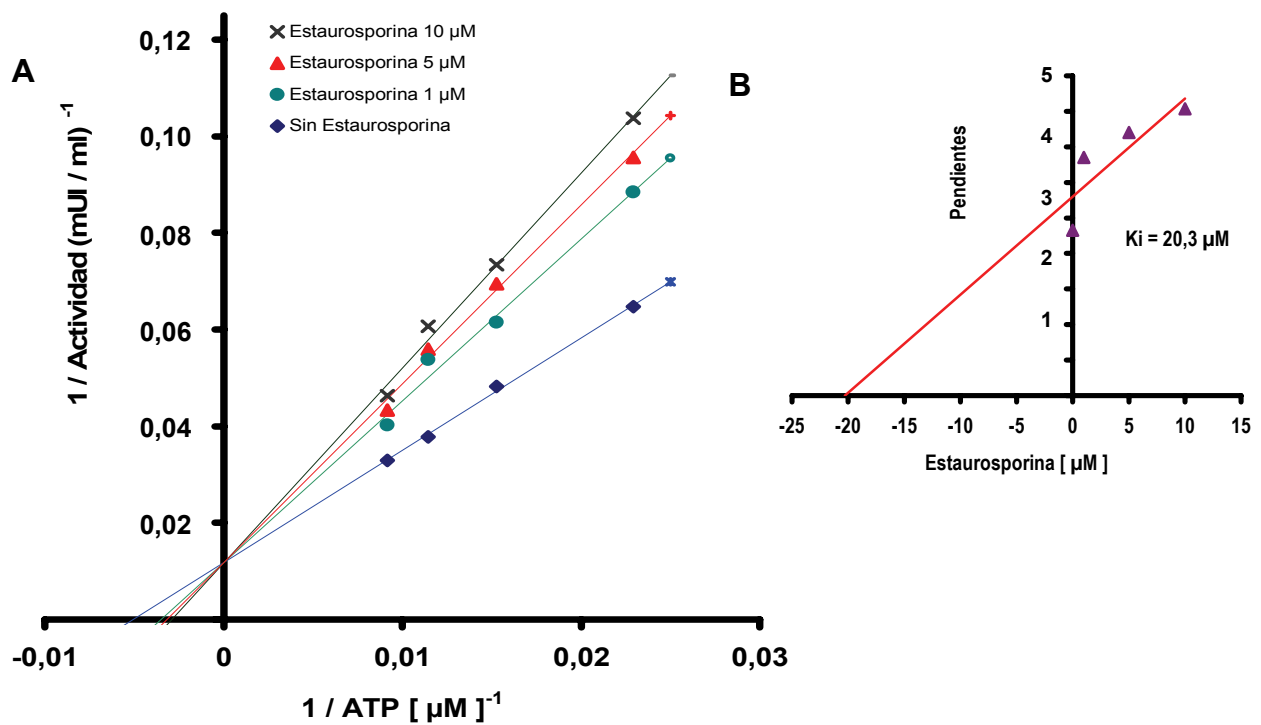 A
1 / Actividad (mUI / ml) -1
0,12
0,10
0,08
0,06
0,04
0,02
Estaurosporina 10 µM
Estaurosporina 5 µM
Estaurosporina 1 µM
Sin Estaurosporina
-0,01
0
0,01
0,02
0,03
1 / ATP [ µM ]-1
B
Pendientes
5
4
3
2
1
Ki = 20,3 µM
-25
-20
-15
-10
-5
0
5
10
15
Estaurosporina [ µM ]